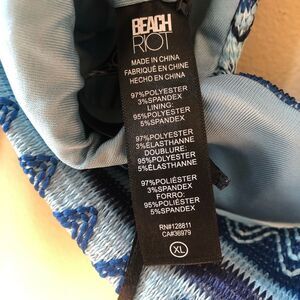 BEACH
RIOT
MADE IN CHINA
FABRIQUÉ EN CHINE
HECHO EN CHINA
97%POLYESTER
3%SPANDEX
LINING:
95%POLYESTER
5%SPANDEX
97%POLYESTER
3%ÉLASTHANNE
DOUBLURE:
95%POLYESTER
5%ÉLASTHANNE
97%POLIÉSTER
3%SPANDEX
FORRO:
95%POLIÉSTER
5%SPANDEX
RN#128811
CA#36979
XL